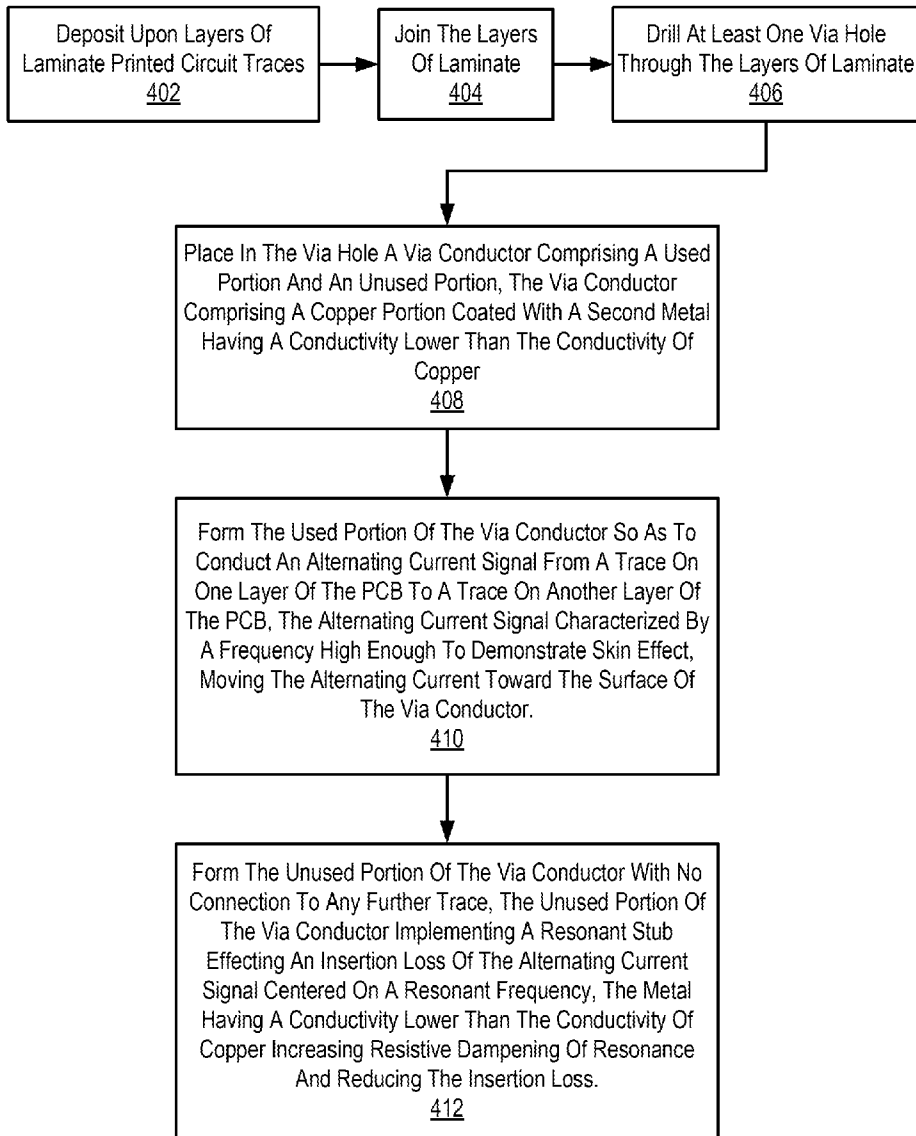 Deposit Upon Layers Of
Laminate Printed Circuit Traces
402
Join The Layers
Of Laminate
404
Drill At Least One Via Hole
Through The Layers Of Laminate
406
Place In The Via Hole A Via Conductor Comprising A Used
Portion And An Unused Portion, The Via Conductor
Comprising A Copper Portion Coated With A Second Metal
Having A Conductivity Lower Than The Conductivity Of
Copper
408
Form The Used Portion Of The Via Conductor So As To
Conduct An Alternating Current Signal From A Trace On
One Layer Of The PCB To A Trace On Another Layer Of
The PCB, The Alternating Current Signal Characterized By
A Frequency High Enough To Demonstrate Skin Effect,
Moving The Alternating Current Toward The Surface Of
The Via Conductor.
410
Form The Unused Portion Of The Via Conductor With No
Connection To Any Further Trace, The Unused Portion Of
The Via Conductor Implementing A Resonant Stub
Effecting An Insertion Loss Of The Alternating Current
Signal Centered On A Resonant Frequency, The Metal
Having A Conductivity Lower Than The Conductivity Of
Copper Increasing Resistive Dampening Of Resonance
And Reducing The Insertion Loss.
412